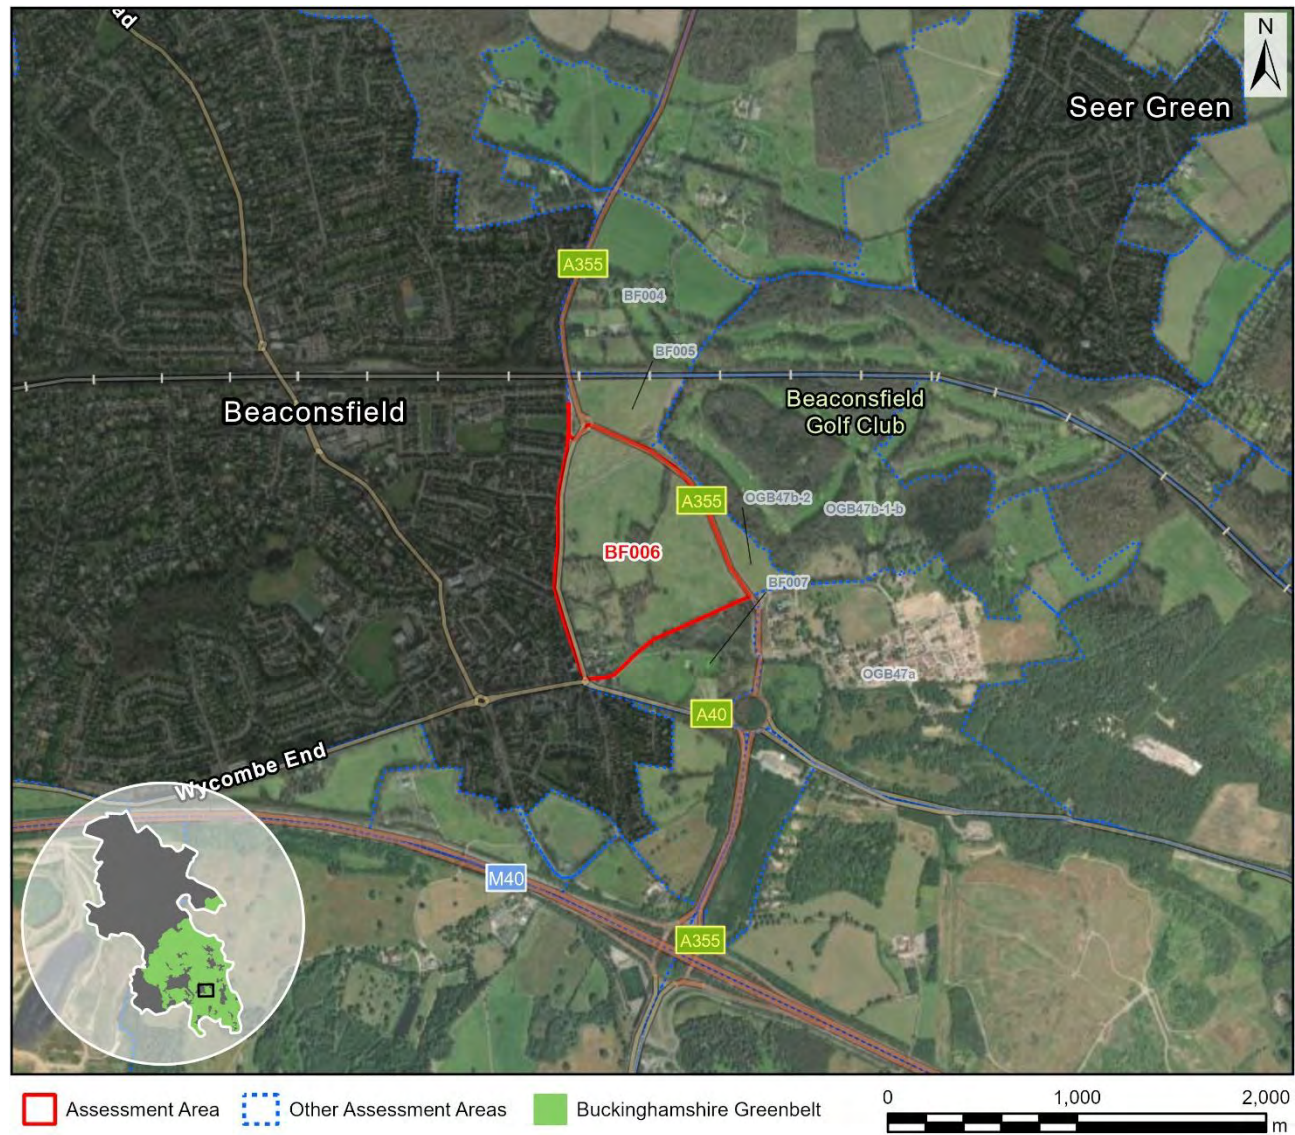 ad
N
Seer Green
A355
BF004
BF005
Beaconsfield
Beaconsfield
Golf Club
A355
OGB47b-2
OGB47b-1-b
BF006
BF007
OGB47a
A40
Wycombe End
M40
A355
Assessment Area
Other Assessment Areas
Buckinghamshire Greenbelt
0
1,000
2,000
m